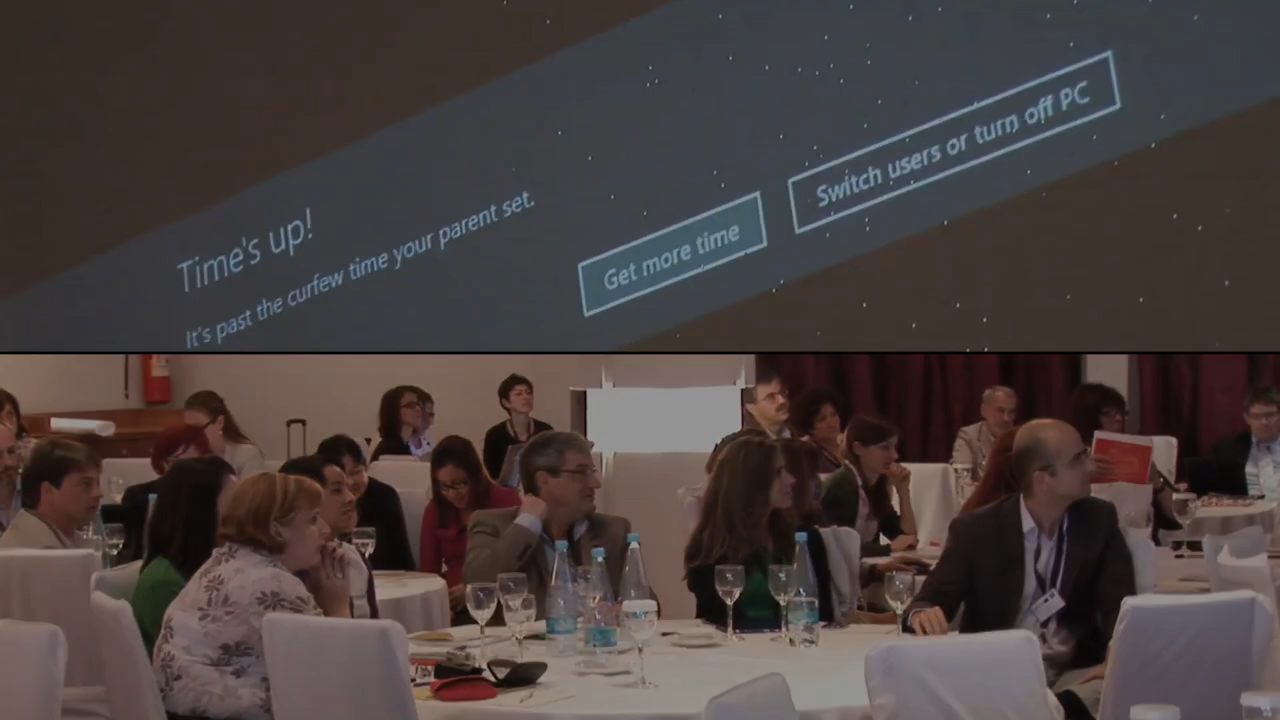 Time's up!
It's past the curfew time your parent set.
Get more time
Switch users or turn off PC